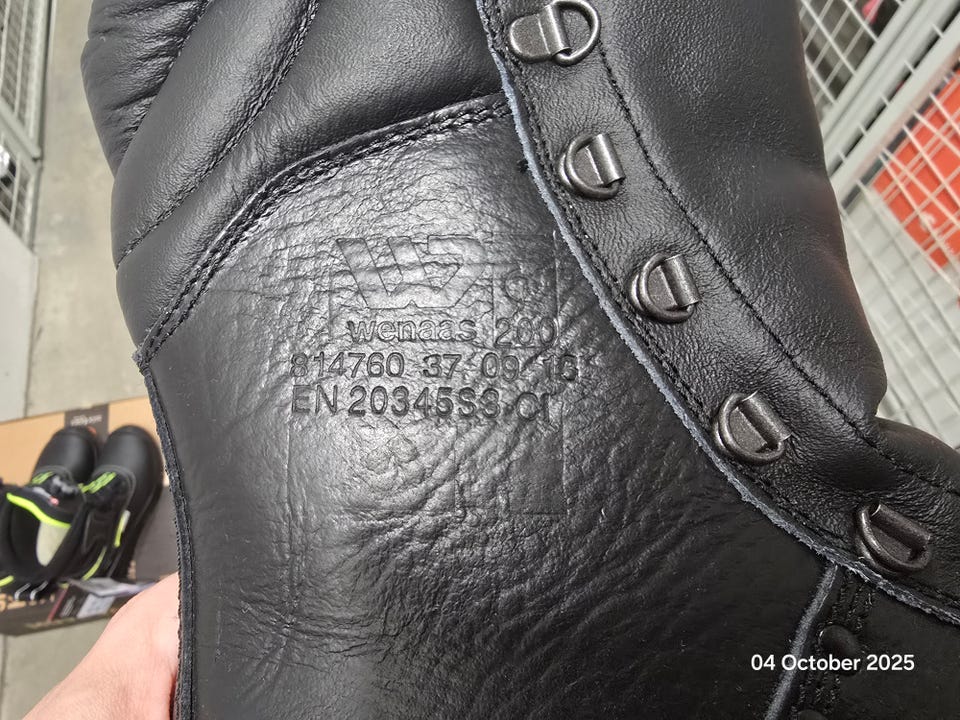 W
wenaas 200
814760 37 09 16
EN 20345S3 CI
04 October 2025